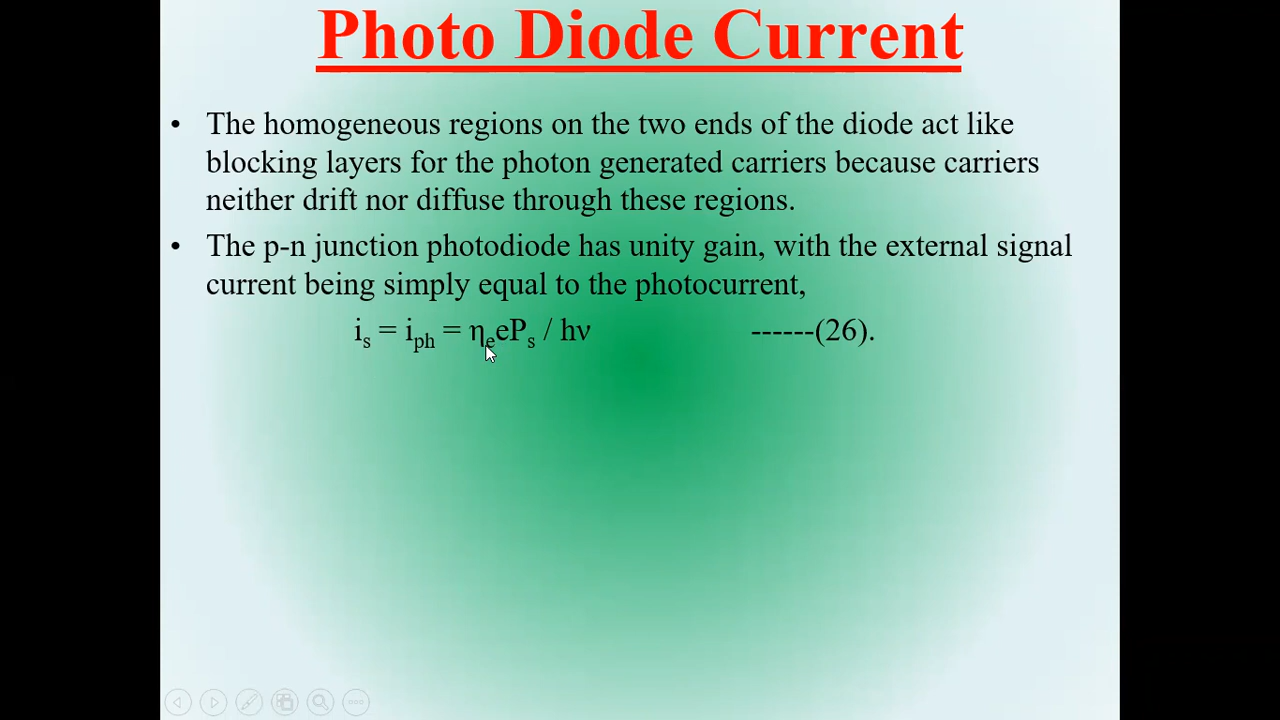 Photo Diode Current
• The homogeneous regions on the two ends of the diode act like
blocking layers for the photon generated carriers because carriers
neither drift nor diffuse through these regions.
• The p-n junction photodiode has unity gain, with the external signal
current being simply equal to the photocurrent,
iₛ = iₚₕ = ηₑePₛ / hν ------(26).